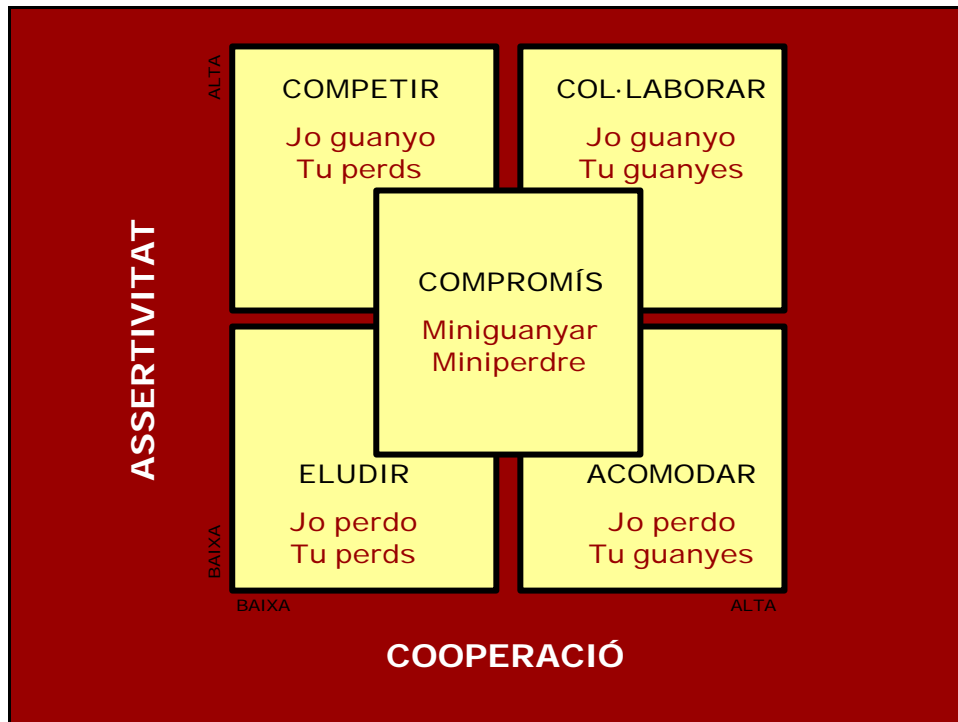 ALTA
COMPETIR
Jo guanyo
Tu perds
COL·LABORAR
Jo guanyo
Tu guanyes
COMPROMÍS
Miniguanyar
Miniperdre
ASSERTIVITAT
ELUDIR
Jo perdo
Tu perds
ACOMODAR
Jo perdo
Tu guanyes
BAIXA
BAIXA
ALTA
COOPERACIÓ